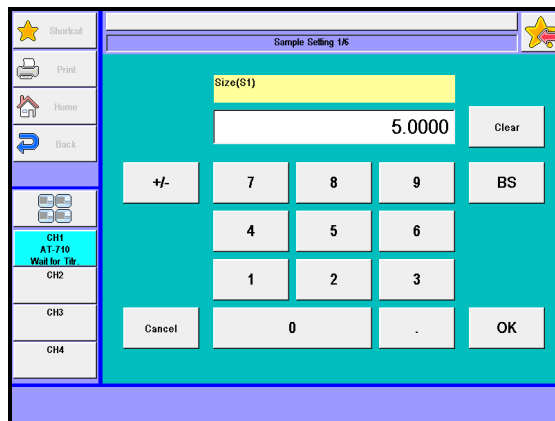 Shortcut
Print
Home
Back
CH1
AT-710
Wait for Titr.
CH2
CH3
CH4
Sample Setting 1/6
Size(S1)
5.0000
Clear
+/-
7
8
9
BS
4
5
6
1
2
3
Cancel
0
.
OK